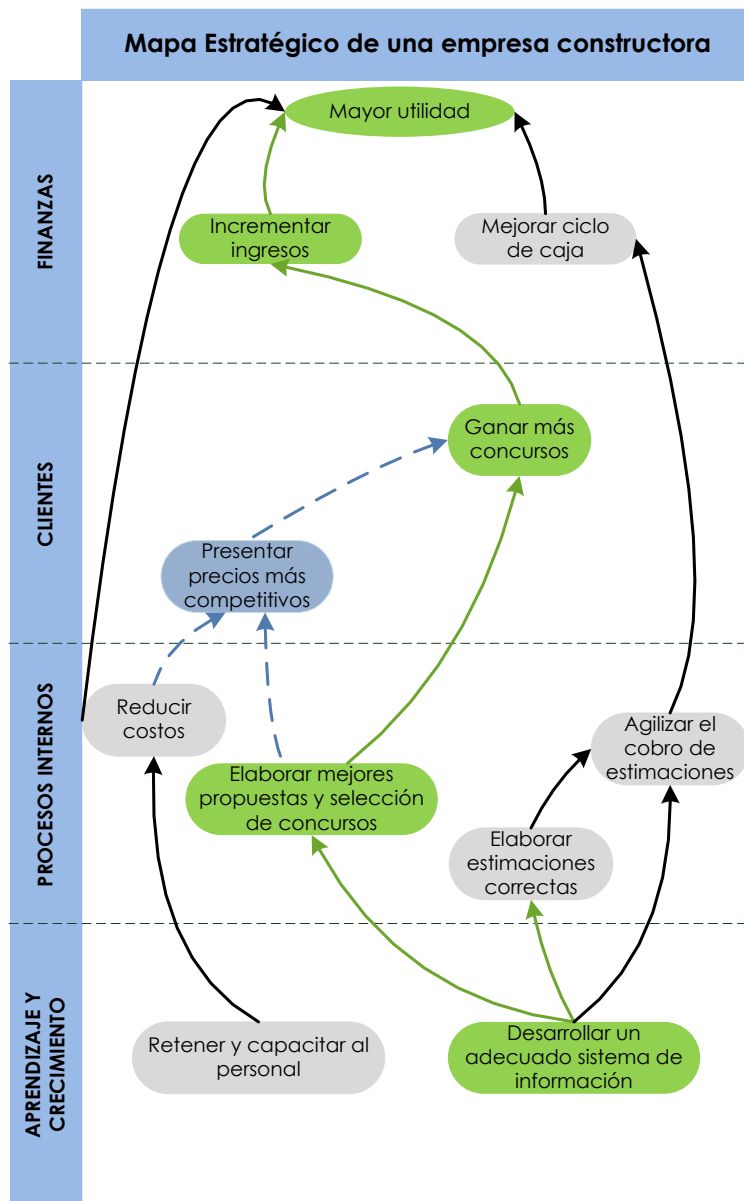 Mapa Estratégico de una empresa constructora
FINANZAS
Mayor utilidad
Incrementar
ingresos
Mejorar ciclo
de caja
CLIENTES
Ganar más
concursos
Presentar
precios más
competitivos
PROCESOS INTERNOS
Reducir
costos
Agilizar el
cobro de
estimaciones
Elaborar mejores
propuestas y selección
de concursos
Elaborar
estimaciones
correctas
APRENDIZAJE Y
CRECIMIENTO
Retener y capacitar al
personal
Desarrollar un
adecuado sistema de
información